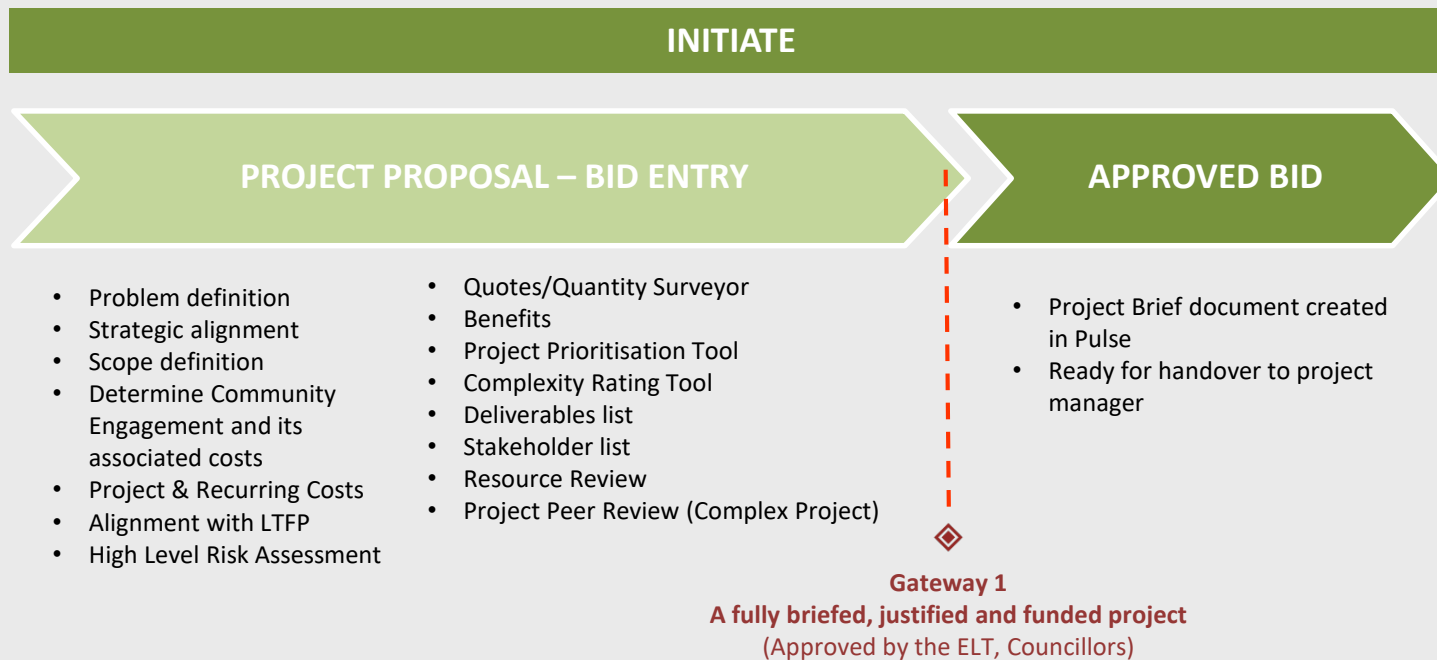 INITIATE
PROJECT PROPOSAL – BID ENTRY
APPROVED BID
• Problem definition
• Strategic alignment
• Scope definition
• Determine Community
Engagement and its
associated costs
• Project & Recurring Costs
• Alignment with LTFP
• High Level Risk Assessment
• Quotes/Quantity Surveyor
• Benefits
• Project Prioritisation Tool
• Complexity Rating Tool
• Deliverables list
• Stakeholder list
• Resource Review
• Project Peer Review (Complex Project)
• Project Brief document created
in Pulse
• Ready for handover to project
manager
Gateway 1
A fully briefed, justified and funded project
(Approved by the ELT, Councillors)